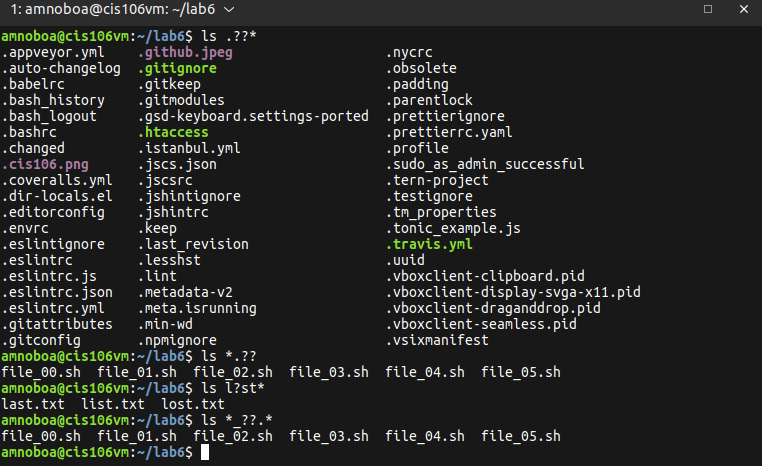 1: amnoboa@cis106vm: ~/lab6
amnoboa@cis106vm:~/lab6$ ls .??*
.appveyor.yml    .github.jpeg                  .nycrc
.auto-changelog  .gitignore                    .obsolete
.babelrc         .gitkeep                      .padding
.bash_history    .gitmodules                   .parentlock
.bash_logout     .gsd-keyboard.settings-ported  .prettierignore
.bashrc          .htaccess                     .prettierrc.yaml
.changed         .istanbul.yml                 .profile
.cis106.png      .jscs.json                    .sudo_as_admin_successful
.coveralls.yml   .jscsrc                       .tern-project
.dir-locals.el   .jshintignore                 .testignore
.editorconfig    .jshintrc                     .tm_properties
.envrc           .keep                         .tonic_example.js
.eslintignore    .last_revision                .travis.yml
.eslintrc        .lesshst                      .uuid
.eslintrc.js     .lint                         .vboxclient-clipboard.pid
.eslintrc.json   .metadata-v2                  .vboxclient-display-svga-x11.pid
.eslintrc.yml    .meta.isrunning               .vboxclient-draganddrop.pid
.gitattributes   .min-wd                       .vboxclient-seamless.pid
.gitconfig       .npmignore                    .vsixmanifest
amnoboa@cis106vm:~/lab6$ ls *.??
file_00.sh  file_01.sh  file_02.sh  file_03.sh  file_04.sh  file_05.sh
amnoboa@cis106vm:~/lab6$ ls l?st*
last.txt  list.txt  lost.txt
amnoboa@cis106vm:~/lab6$ ls *_??.*
file_00.sh  file_01.sh  file_02.sh  file_03.sh  file_04.sh  file_05.sh
amnoboa@cis106vm:~/lab6$